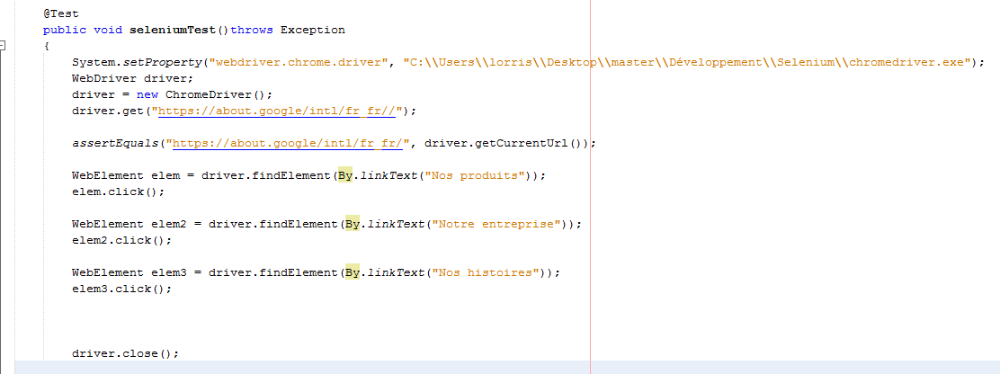 @Test
public void seleniumTest()throws Exception
{
System.setProperty("webdriver.chrome.driver", "C:\\Users\\lorris\\Desktop\\master\\Développement\\Selenium\\chromedriver.exe");
WebDriver driver;
driver = new ChromeDriver();
driver.get("https://about.google/intl/fr_fr//");
assertEquals("https://about.google/intl/fr_fr/", driver.getCurrentUrl());
WebElement elem = driver.findElement(By.linkText("Nos produits"));
elem.click();
WebElement elem2 = driver.findElement(By.linkText("Notre entreprise"));
elem2.click();
WebElement elem3 = driver.findElement(By.linkText("Nos histoires"));
elem3.click();
driver.close();